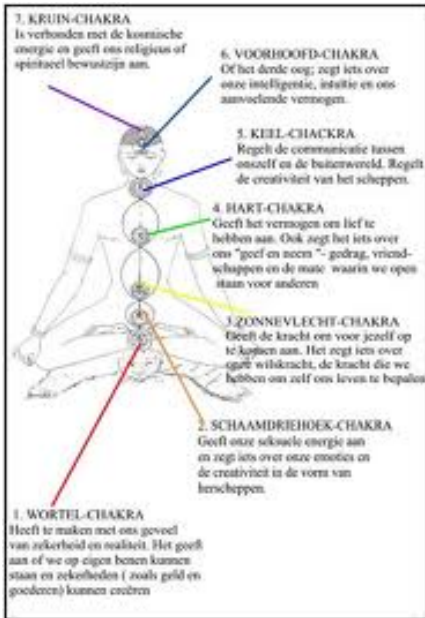 7. KRUIN-CHAKRA
Is verbonden met de kosmische
energie en geeft ons religieus of
spiritueel bewustzijn aan.
6. VOORHOOFD-CHAKRA
Of het derde oog; zegt iets over
onze intelligentie, intuïtie en ons
aanvoelende vermogen.
5. KEEL-CHACKRA
Regelt de communicatie tussen
onszelf en de buitenwereld. Regelt
de creativiteit van het scheppen.
4. HART-CHAKRA
Geeft het vermogen om lief te
hebben aan. Ook zegt het iets over
ons "geef en neem "- gedrag, vriend-
schappen en de mate waarin we open
staan voor anderen
3.ZONNEVLECHT-CHAKRA
Geeft de kracht om voor jezelf op
te komen aan. Het zegt iets over
onze wilskracht, de kracht die we
hebben om zelf ons leven te bepalen
2. SCHAAMDRIEHOEK-CHAKRA
Geeft onze seksuele energie aan
en zegt iets over onze emoties en
de creativiteit in de vorm van
herscheppen.
1. WORTEL-CHAKRA
Heeft te maken met ons gevoel
van zekerheid en realiteit. Het geeft
aan of we op eigen benen kunnen
staan en zekerheden ( zoals geld en
goederen) kunnen creëren